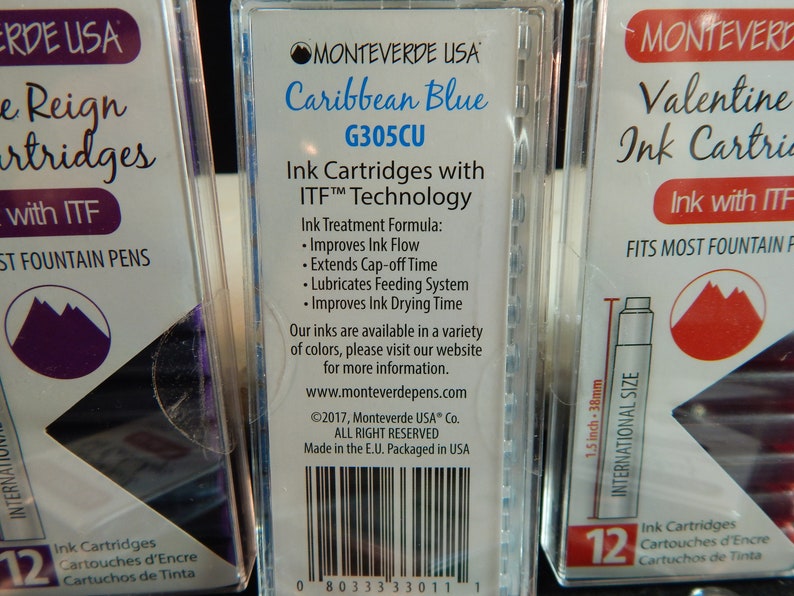 VERDE USA
Reign
artridges
with ITF
ST FOUNTAIN PENS
INTERNATIONAL
12 Ink Cartridges
Cartouches d'Encre
Cartuchos de Tinta
MONTEVERDE USA®
Caribbean Blue
G305CU
Ink Cartridges with
ITF™ Technology
Ink Treatment Formula:
• Improves Ink Flow
• Extends Cap-off Time
• Lubricates Feeding System
• Improves Ink Drying Time
Our inks are available in a variety
of colors, please visit our website
for more information.
www.monteverdepens.com
©2017, Monteverde USA® Co.
ALL RIGHT RESERVED
Made in the E.U. Packaged in USA
0 80333 33011 1
MONTEVERD
Valentine
Ink Cartrid
Ink with ITF
FITS MOST FOUNTAIN P
1.5 inch • 38mm
INTERNATIONAL SIZE
12 Ink Cartridges
Cartouches d'Encre
Cartuchos de Tinta